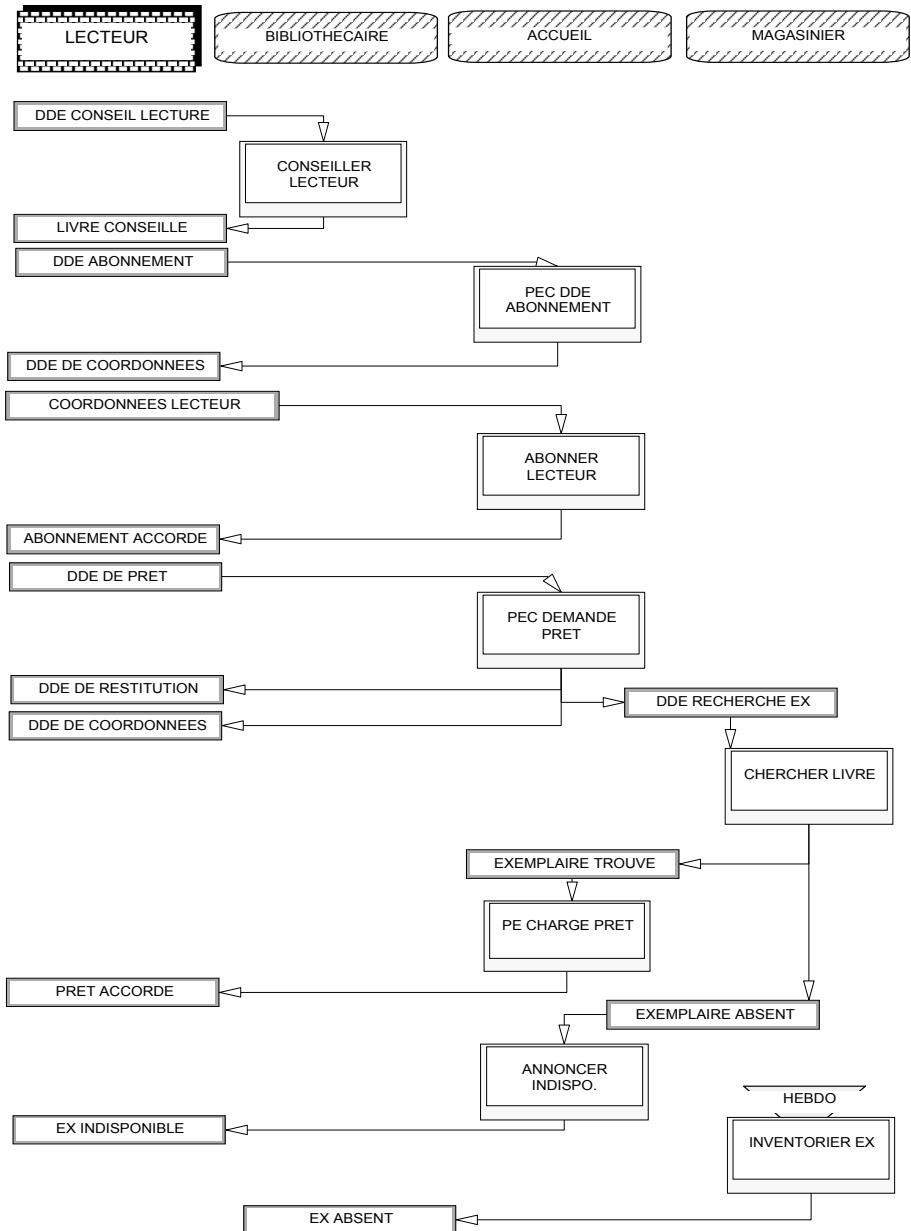 LECTEUR
BIBLIOTHECAIRE
ACCUEIL
MAGASINIER
DDE CONSEIL LECTURE
CONSEILLER
LECTEUR
LIVRE CONSEILLE
DDE ABONNEMENT
PEC DDE
ABONNEMENT
DDE DE COORDONNEES
COORDONNEES LECTEUR
ABONNER
LECTEUR
ABONNEMENT ACCORDE
DDE DE PRET
PEC DEMANDE
PRET
DDE DE RESTITUTION
DDE RECHERCHE EX
DDE DE COORDONNEES
CHERCHER LIVRE
EXEMPLAIRE TROUVE
PE CHARGE PRET
PRET ACCORDE
EXEMPLAIRE ABSENT
ANNONCER
INDISPO.
HEBDO
EX INDISPONIBLE
INVENTORIER EX
EX ABSENT